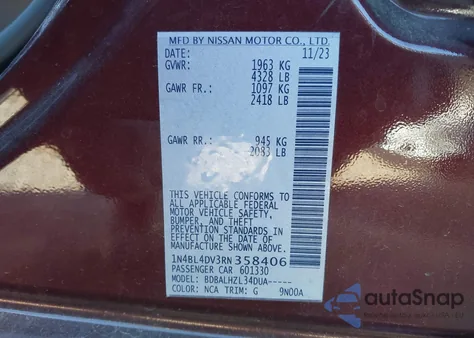 MFD BY NISSAN MOTOR CO., LTD.
DATE: 11/23
GVWR: 1963 KG
4328 LB
GAWR FR.: 1097 KG
2418 LB
GAWR RR.: 945 KG
2083 LB
THIS VEHICLE CONFORMS TO
ALL APPLICABLE FEDERAL
MOTOR VEHICLE SAFETY,
BUMPER, AND THEFT
PREVENTION STANDARDS IN
EFFECT ON THE DATE OF
MANUFACTURE SHOWN ABOVE.
1N4BL4DV3RN358406
PASSENGER CAR 601330
MODEL: BDBALHZL34DUA-----
COLOR: NCA TRIM: G 9N00A
autoSnap